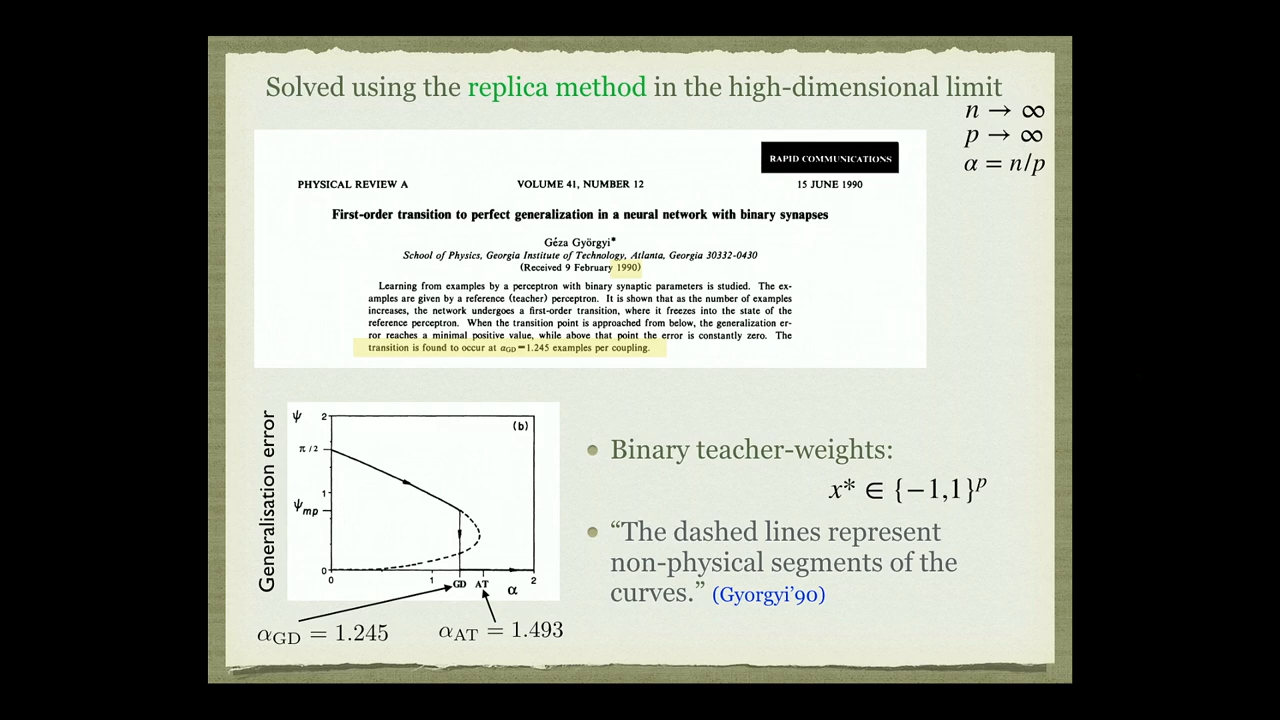 Solved using the replica method in the high-dimensional limit
n → ∞
p → ∞
α = n/p
RAPID COMMUNICATIONS
PHYSICAL REVIEW A VOLUME 41, NUMBER 12 15 JUNE 1990
First-order transition to perfect generalization in a neural network with binary synapses
Géza Györgyi*
School of Physics, Georgia Institute of Technology, Atlanta, Georgia 30332-0430
(Received 9 February 1990)
Learning from examples by a perceptron with binary synaptic parameters is studied. The ex-
amples are given by a reference (teacher) perceptron. It is shown that as the number of examples
increases, the network undergoes a first-order transition, where it freezes into the state of the
reference perceptron. When the transition point is approached from below, the generalization er-
ror reaches a minimal positive value, while above that point the error is constantly zero. The
transition is found to occur at αGD=1.245 examples per coupling.
Generalisation error
ψ 2 (b)
π/2
1
ψmp
0
0 1 GD AT α 2
αGD = 1.245 αAT = 1.493
Binary teacher-weights:
x* ∈ {−1,1}ᵖ
“The dashed lines represent
non-physical segments of the
curves.” (Gyorgyi’90)